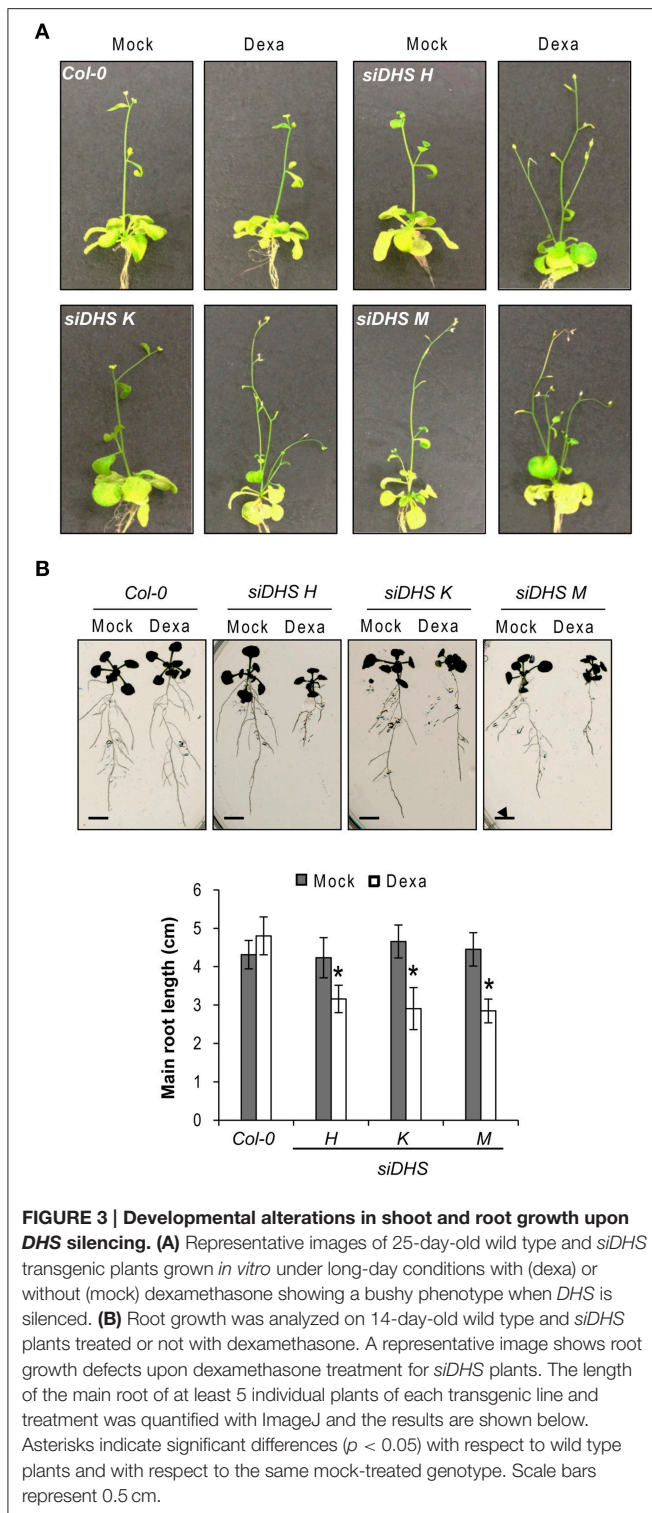 A
Mock Dexa Mock Dexa
Col-0 siDHS H
siDHS K siDHS M
B
Col-0 siDHS H siDHS K siDHS M
Mock Dexa Mock Dexa Mock Dexa Mock Dexa
Mock Dexa
6
5
4
3
2
1
0
Main root length (cm)
* * *
Col-0 H K M
siDHS
FIGURE 3 | Developmental alterations in shoot and root growth upon
DHS silencing. (A) Representative images of 25-day-old wild type and siDHS
transgenic plants grown in vitro under long-day conditions with (dexa) or
without (mock) dexamethasone showing a bushy phenotype when DHS is
silenced. (B) Root growth was analyzed on 14-day-old wild type and siDHS
plants treated or not with dexamethasone. A representative image shows root
growth defects upon dexamethasone treatment for siDHS plants. The length
of the main root of at least 5 individual plants of each transgenic line and
treatment was quantified with ImageJ and the results are shown below.
Asterisks indicate significant differences (p < 0.05) with respect to wild type
plants and with respect to the same mock-treated genotype. Scale bars
represent 0.5 cm.